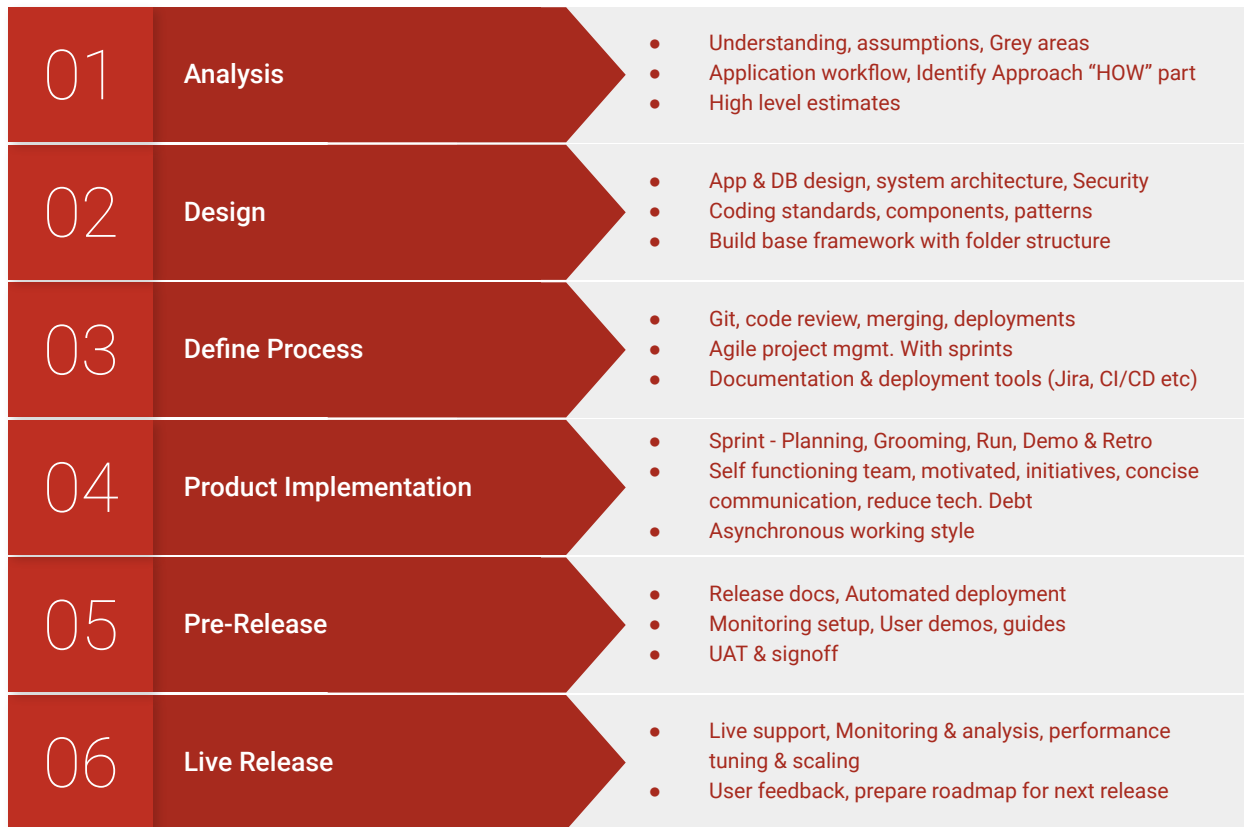 01
Analysis
● Understanding, assumptions, Grey areas
● Application workflow, Identify Approach “HOW” part
● High level estimates
02
Design
● App & DB design, system architecture, Security
● Coding standards, components, patterns
● Build base framework with folder structure
03
Define Process
● Git, code review, merging, deployments
● Agile project mgmt. With sprints
● Documentation & deployment tools (Jira, CI/CD etc)
04
Product Implementation
● Sprint - Planning, Grooming, Run, Demo & Retro
● Self functioning team, motivated, initiatives, concise
communication, reduce tech. Debt
● Asynchronous working style
05
Pre-Release
● Release docs, Automated deployment
● Monitoring setup, User demos, guides
● UAT & signoff
06
Live Release
● Live support, Monitoring & analysis, performance
tuning & scaling
● User feedback, prepare roadmap for next release